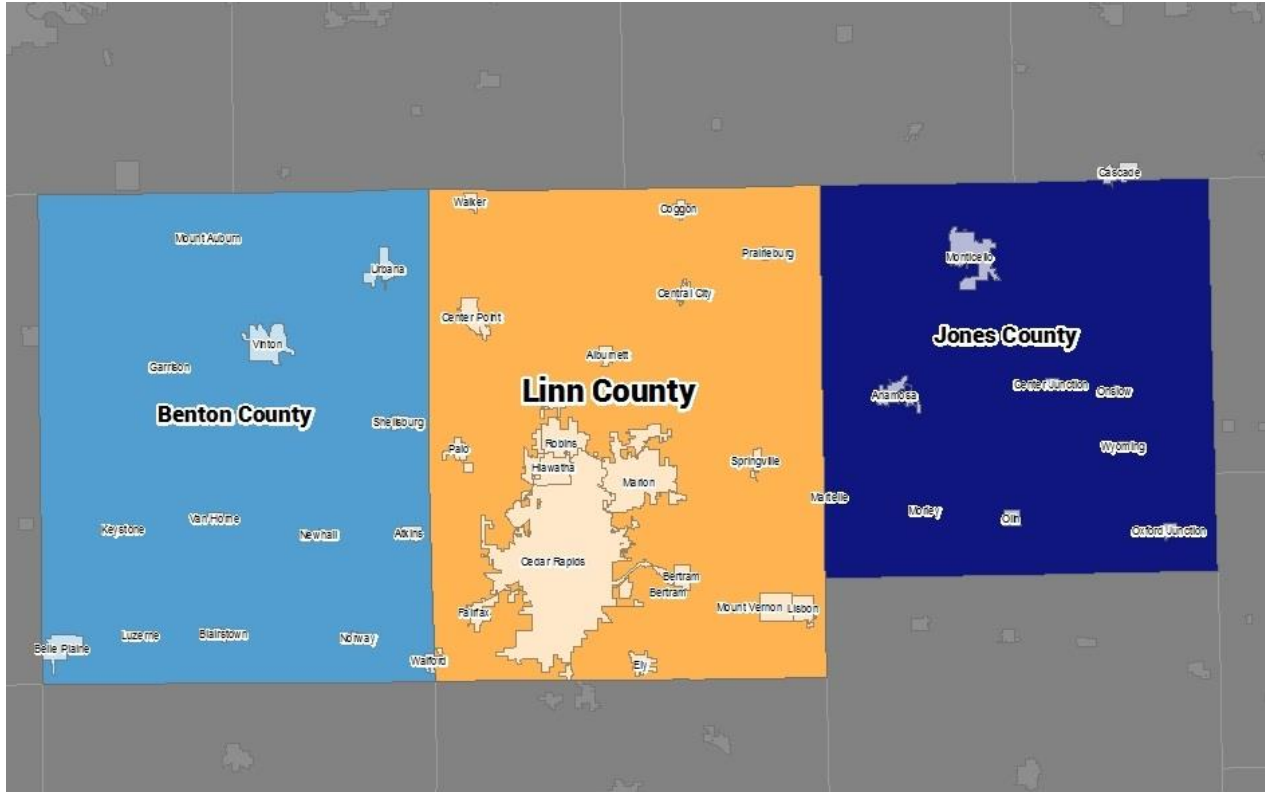 Cascade
Walker
Coggon
Mount Auburn
Prairieburg
Monticello
Urbana
Central City
Center Point
Jones County
Vinton
Alburnett
Garrison
Linn County
Center Junction
Onslow
Anamosa
Benton County
Shellsburg
Robins
Wyoming
Palo
Springville
Hiawatha
Marion
Martelle
Morley
Olin
Van Horne
Keystone
Newhall
Atkins
Oxford Junction
Cedar Rapids
Bertram
Bertram
Mount Vernon
Lisbon
Fairfax
Luzerne
Blairstown
Norway
Belle Plaine
Walford
Ely